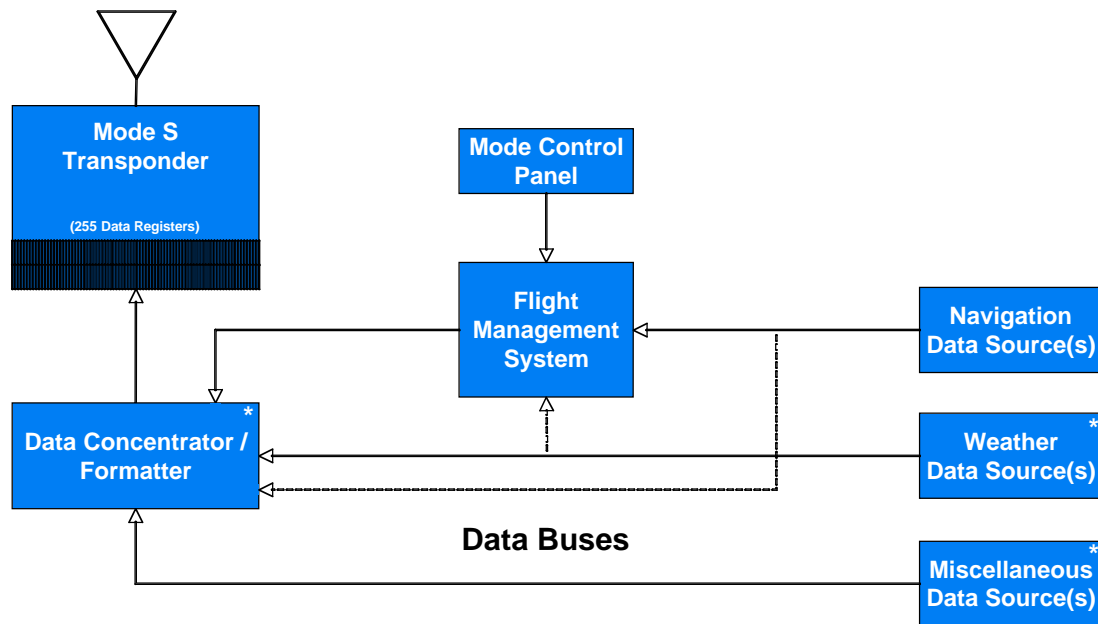 Mode S
Transponder
(255 Data Registers)
Mode Control
Panel
Flight
Management
System
Navigation
Data Source(s)
*
Data Concentrator /
Formatter
*
Weather
Data Source(s)
Data Buses
*
Miscellaneous
Data Source(s)